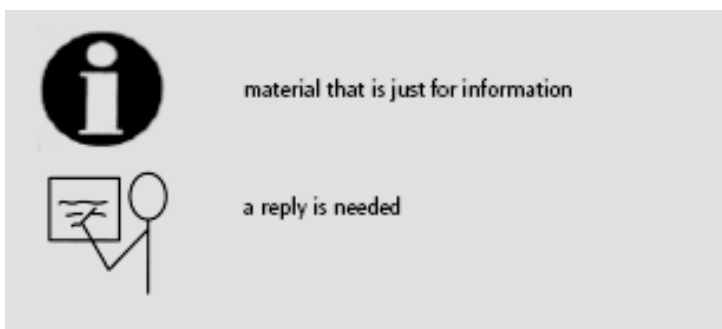 material that is just for information
a reply is needed